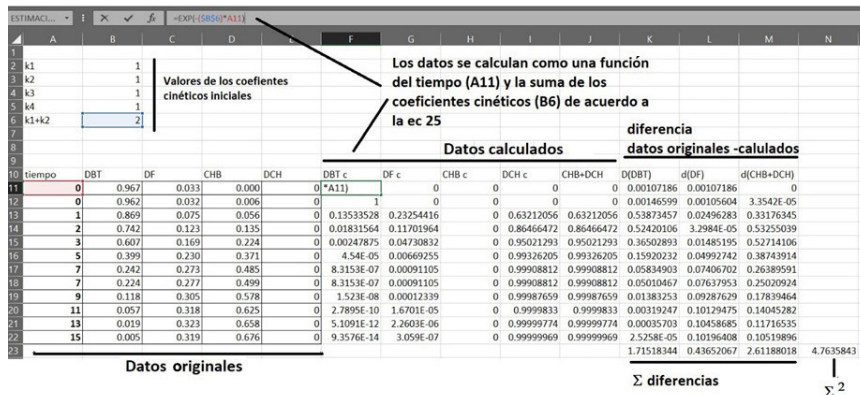 ESTIMACI... fx =EXP(-($B$6)*A11)
A B C D E F G H I J K L M N
1
2 k1 1
3 k2 1
4 k3 1
5 k4 1
6 k1+k2 2
Valores de los coefientes
cinéticos iniciales
Los datos se calculan como una función
del tiempo (A11) y la suma de los
coeficientes cinéticos (B6) de acuerdo a
la ec 25
7
8
9
Datos calculados
diferencia
datos originales -calulados
10 tiempo DBT DF CHB DCH DBT c DF c CHB c DCH c CHB+DCH D(DBT) d(DF) d(CHB+DCH)
11 0 0.967 0.033 0.000 0 *A11) 0 0 0 0 0.00107186 0.00107186 0
12 0 0.962 0.032 0.006 0 1 0 0 0 0 0.00146599 0.00105604 3.3542E-05
13 1 0.869 0.075 0.056 0 0.13533528 0.23254416 0 0.63212056 0.63212056 0.53873457 0.02496283 0.33176345
14 2 0.742 0.123 0.135 0 0.01831564 0.11701964 0 0.86466472 0.86466472 0.52420106 3.2984E-05 0.53255039
15 3 0.607 0.169 0.224 0 0.00247875 0.04730832 0 0.95021293 0.95021293 0.36502893 0.01485195 0.52714106
16 5 0.399 0.230 0.371 0 4.54E-05 0.00669255 0 0.99326205 0.99326205 0.15920232 0.04992742 0.38743914
17 7 0.242 0.273 0.485 0 8.3153E-07 0.00091105 0 0.99908812 0.99908812 0.05834903 0.07406702 0.26389591
18 7 0.224 0.277 0.499 0 8.3153E-07 0.00091105 0 0.99908812 0.99908812 0.05010467 0.07637953 0.25020924
19 9 0.118 0.305 0.578 0 1.523E-08 0.00012339 0 0.99987659 0.99987659 0.01383253 0.09287629 0.17839464
20 11 0.057 0.318 0.625 0 2.7895E-10 1.6701E-05 0 0.9999833 0.9999833 0.00319247 0.10129475 0.14045282
21 13 0.019 0.323 0.658 0 5.1091E-12 2.2603E-06 0 0.99999774 0.99999774 0.00035703 0.10458685 0.11716535
22 15 0.005 0.319 0.676 0 9.3576E-14 3.059E-07 0 0.99999969 0.99999969 2.5258E-05 0.10196408 0.10519896
23 1.71518344 0.43652067 2.61188018 4.7635843
Datos originales
Σ diferencias
Σ 2